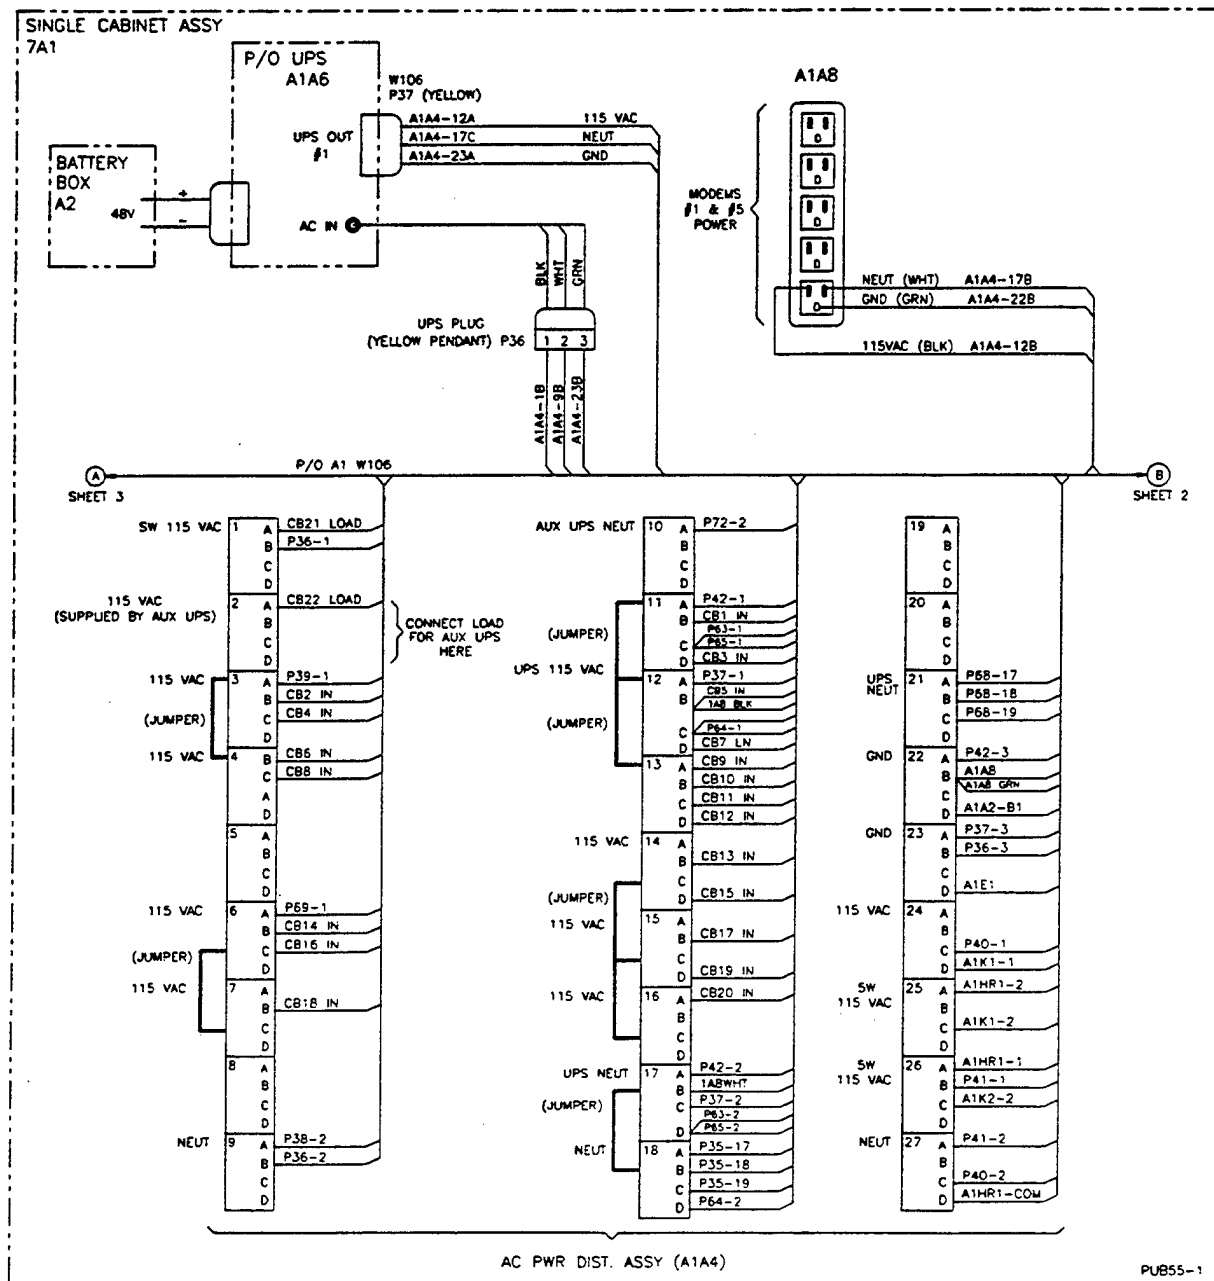 SINGLE CABINET ASSY
7A1
P/O UPS
A1A6
W106
P37 (YELLOW)
A1A4-12A 115 VAC
A1A4-17C NEUT
A1A4-23A GND
UPS OUT
#1
BATTERY
BOX
A2
48V
+
-
AC IN
BLK
WHT
GRN
UPS PLUG
(YELLOW PENDANT) P36
1 2 3
A1A4-1B
A1A4-9B
A1A4-23B
A1A8
MODEMS
#1 & #5
POWER
NEUT (WHT) A1A4-17B
GND (GRN) A1A4-22B
115VAC (BLK) A1A4-12B
P/O A1 W106
A
SHEET 3
B
SHEET 2
SW 115 VAC 1 A CB21 LOAD
B P36-1
C
D
115 VAC
(SUPPLIED BY AUX UPS)
2 A CB22 LOAD
B
C
D
CONNECT LOAD
FOR AUX UPS
HERE
115 VAC 3 A P39-1
B CB2 IN
(JUMPER) C CB4 IN
D
115 VAC 4 B CB6 IN
C CB8 IN
A
D
5 A
B
C
D
115 VAC 6 A P69-1
B CB14 IN
C CB16 IN
(JUMPER) D
115 VAC 7 A
B CB18 IN
C
D
8 A
B
C
D
NEUT 9 A P38-2
B P36-2
C
D
AUX UPS NEUT 10 A P72-2
B
C
D
11 A P42-1
B CB1 IN
(JUMPER) P63-1
C P65-1
D CB3 IN
UPS 115 VAC 12 A P37-1
B CB5 IN
1A8 BLK
(JUMPER) C P64-1
D CB7 LN
13 A CB9 IN
B CB10 IN
C CB11 IN
D CB12 IN
115 VAC 14 A
B CB13 IN
C
(JUMPER) D CB15 IN
115 VAC 15 A
B CB17 IN
C
D CB19 IN
115 VAC 16 A CB20 IN
B
C
D
UPS NEUT 17 A P42-2
B 1A8WHT
(JUMPER) C P37-2
P63-2
D P65-2
NEUT 18 A P35-17
B P35-18
C P35-19
D P64-2
19 A
B
C
D
20 A
B
C
D
UPS
NEUT
21 A P68-17
B P68-18
C P68-19
D
GND 22 A P42-3
B A1A8
C A1A8 GRN
D A1A2-B1
GND 23 A P37-3
B P36-3
C
D A1E1
115 VAC 24 A
B
C P40-1
D A1K1-1
SW
115 VAC
25 A A1HR1-2
B
C A1K1-2
D
SW
115 VAC
26 A A1HR1-1
B P41-1
C A1K2-2
D
NEUT 27 A P41-2
B
C P40-2
D A1HR1-COM
AC PWR DIST. ASSY (A1A4)
PUB55-1